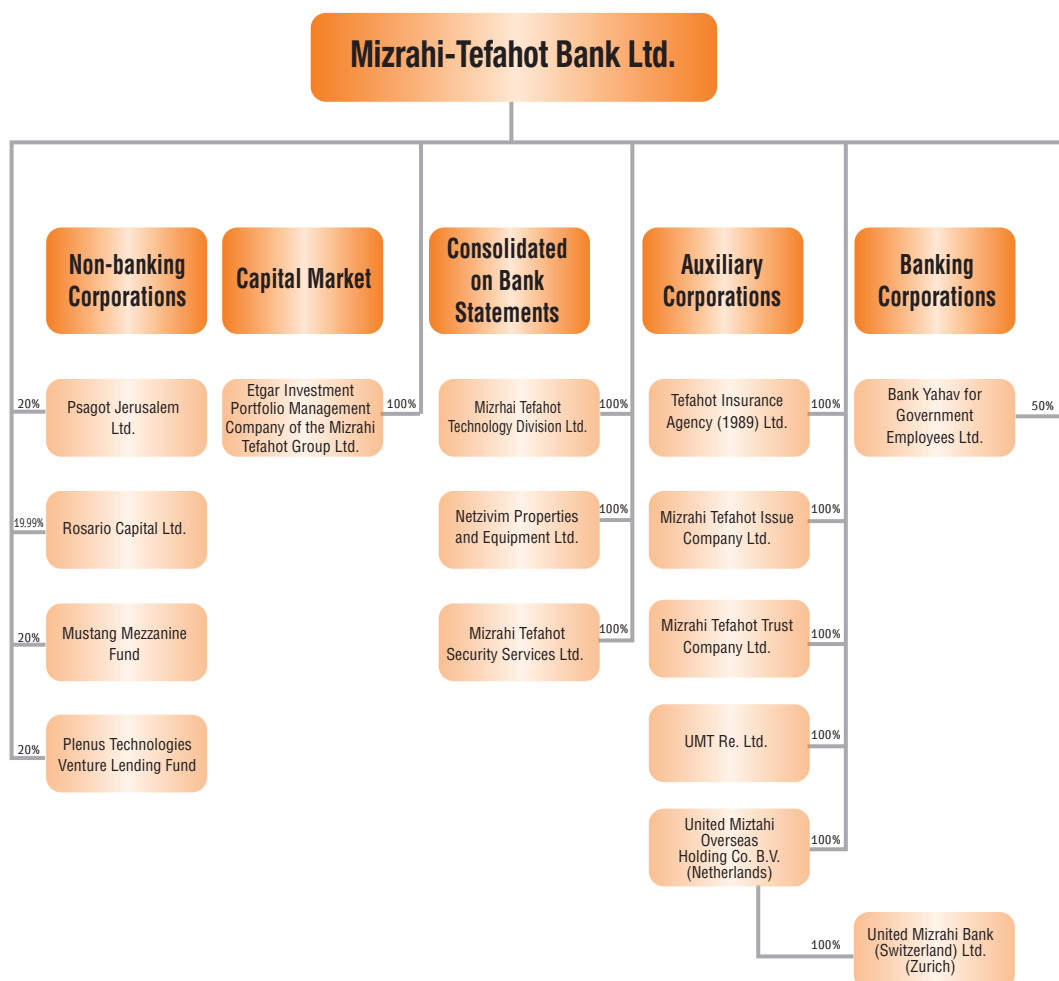 Mizrahi-Tefahot Bank Ltd.
Non-banking
Corporations
20%
Psagot Jerusalem
Ltd.
19.99%
Rosario Capital Ltd.
20%
Mustang Mezzanine
Fund
20%
Plenus Technologies
Venture Lending Fund
Capital Market
Etgar Investment
Portfolio Management
Company of the Mizrahi
Tefahot Group Ltd.
100%
Consolidated
on Bank
Statements
Mizrhai Tefahot
Technology Division Ltd.
100%
Netzivim Properties
and Equipment Ltd.
100%
Mizrahi Tefahot
Security Services Ltd.
100%
Auxiliary
Corporations
Tefahot Insurance
Agency (1989) Ltd.
100%
Mizrahi Tefahot Issue
Company Ltd.
100%
Mizrahi Tefahot Trust
Company Ltd.
100%
UMT Re. Ltd.
100%
United Miztahi
Overseas
Holding Co. B.V.
(Netherlands)
100%
Banking
Corporations
Bank Yahav for
Government
Employees Ltd.
50%
100%
United Mizrahi Bank
(Switzerland) Ltd.
(Zurich)